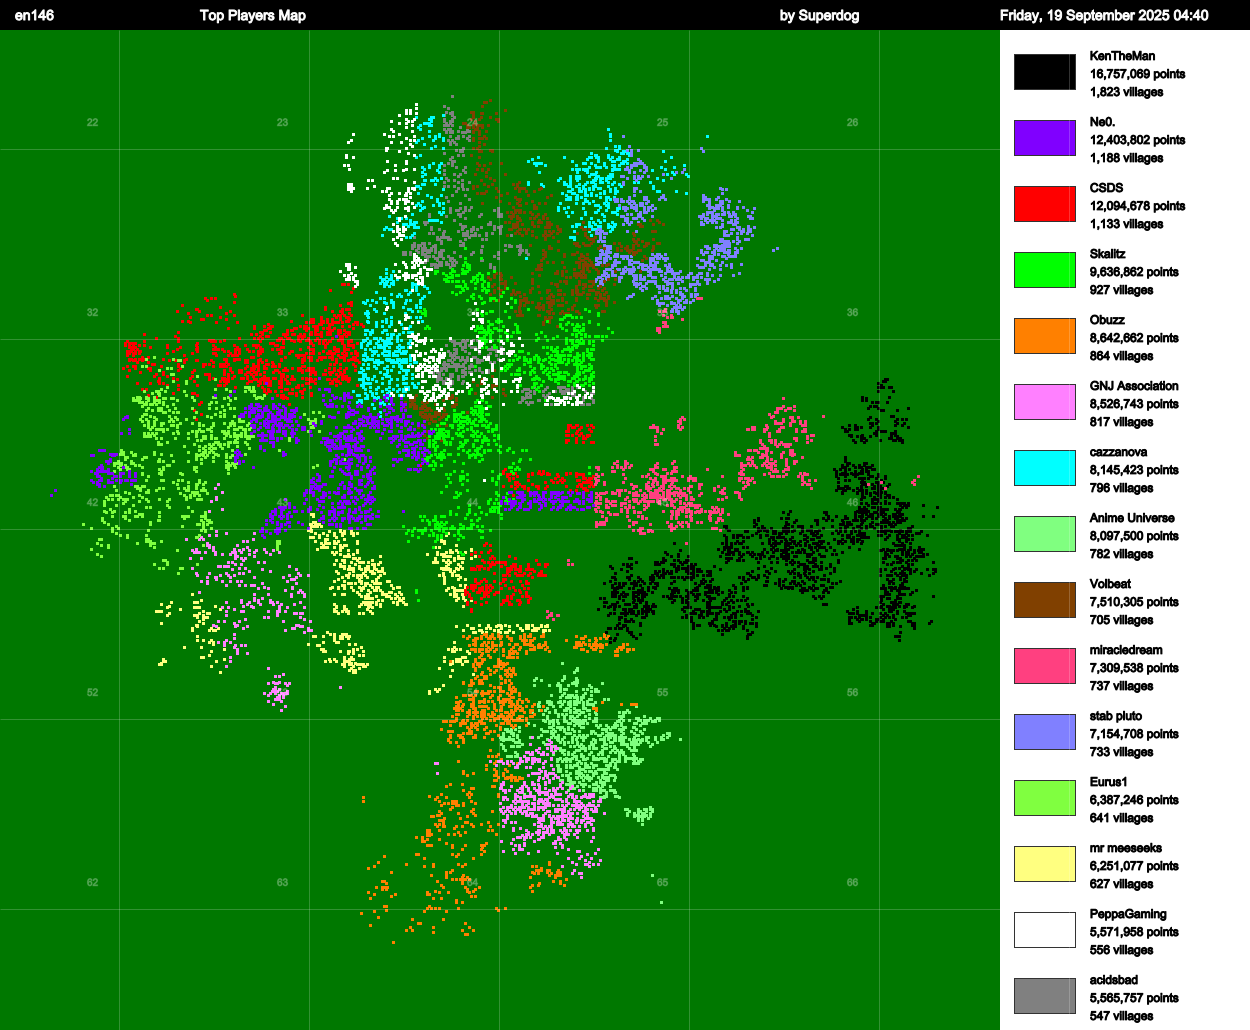 en146 Top Players Map by Superdog Friday, 19 September 2025 04:40
KenTheMan
16,757,069 points
1,823 villages
Ne0.
12,403,802 points
1,188 villages
CSDS
12,094,678 points
1,133 villages
Skalitz
9,636,862 points
927 villages
Obuzz
8,642,662 points
864 villages
GNJ Association
8,526,743 points
817 villages
cazzanova
8,145,423 points
796 villages
Anime Universe
8,097,500 points
782 villages
Volbeat
7,510,305 points
705 villages
miracledream
7,309,538 points
737 villages
stab pluto
7,154,708 points
733 villages
Eurus1
6,387,246 points
641 villages
mr meeseeks
6,251,077 points
627 villages
PeppaGaming
5,571,958 points
556 villages
acidsbad
5,565,757 points
547 villages
22 23 24 25 26
32 33 36
42 43 44 46
52 55 56
62 63 64 65 66